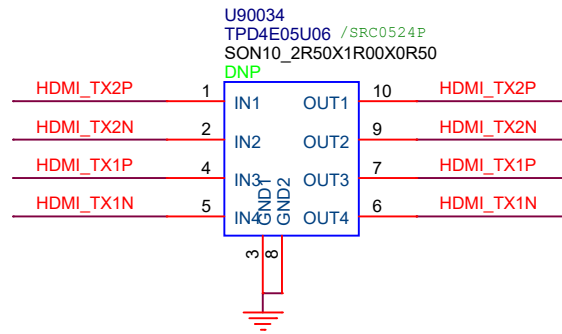 U90034
TPD4E05U06 /SRC0524P
SON10_2R50X1R00X0R50
DNP
HDMI_TX2P 1 IN1 OUT1 10 HDMI_TX2P
HDMI_TX2N 2 IN2 OUT2 9 HDMI_TX2N
HDMI_TX1P 4 IN3 OUT3 7 HDMI_TX1P
HDMI_TX1N 5 IN4 OUT4 6 HDMI_TX1N
GND1
GND2
3
8